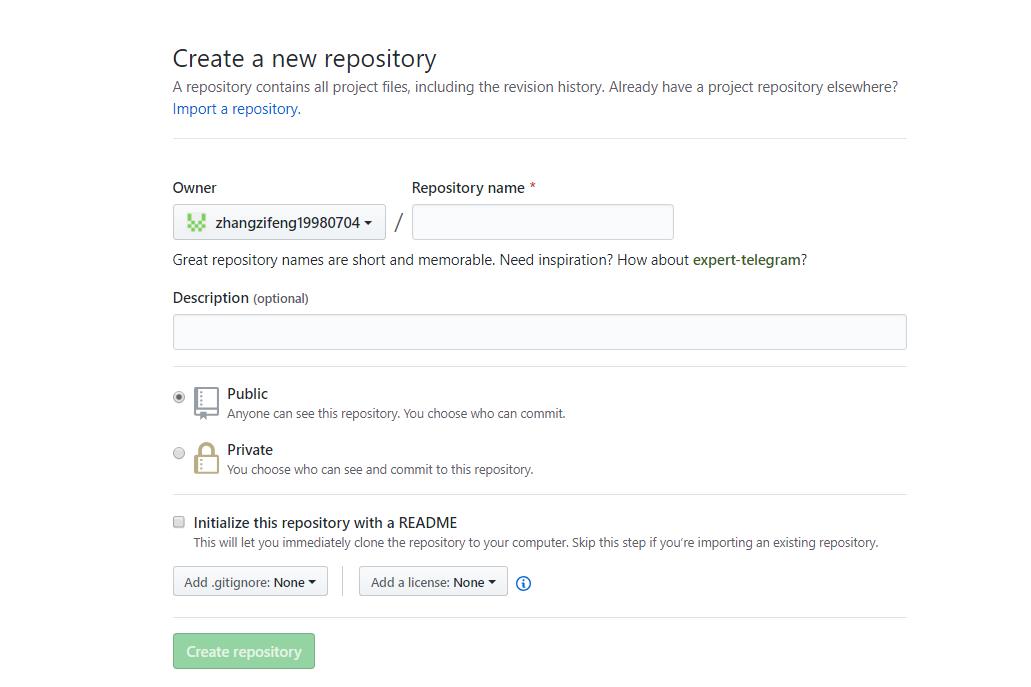 Create a new repository
A repository contains all project files, including the revision history. Already have a project repository elsewhere?
Import a repository.
Owner
Repository name *
zhangzifeng19980704
/
Great repository names are short and memorable. Need inspiration? How about expert-telegram?
Description (optional)
Public
Anyone can see this repository. You choose who can commit.
Private
You choose who can see and commit to this repository.
Initialize this repository with a README
This will let you immediately clone the repository to your computer. Skip this step if you’re importing an existing repository.
Add .gitignore: None
Add a license: None
Create repository